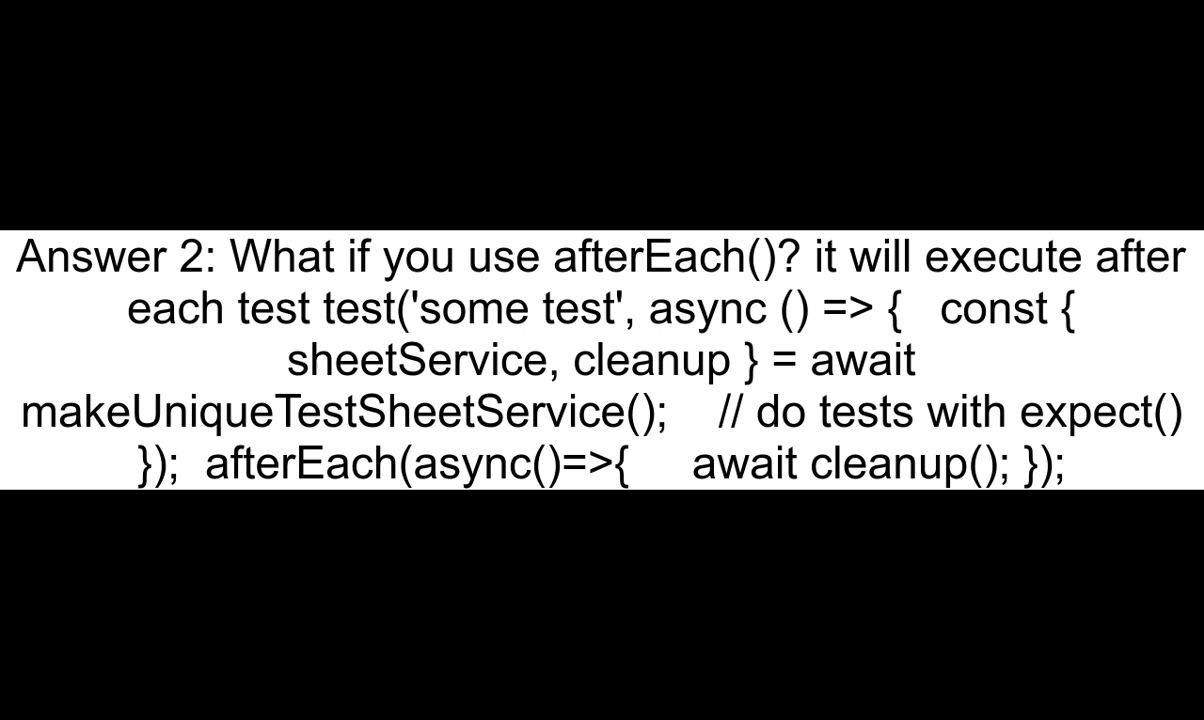 Answer 2: What if you use afterEach()? it will execute after
each test test('some test', async () => {   const {
sheetService, cleanup } = await
makeUniqueTestSheetService();    // do tests with expect()
});  afterEach(async()=>{     await cleanup(); });